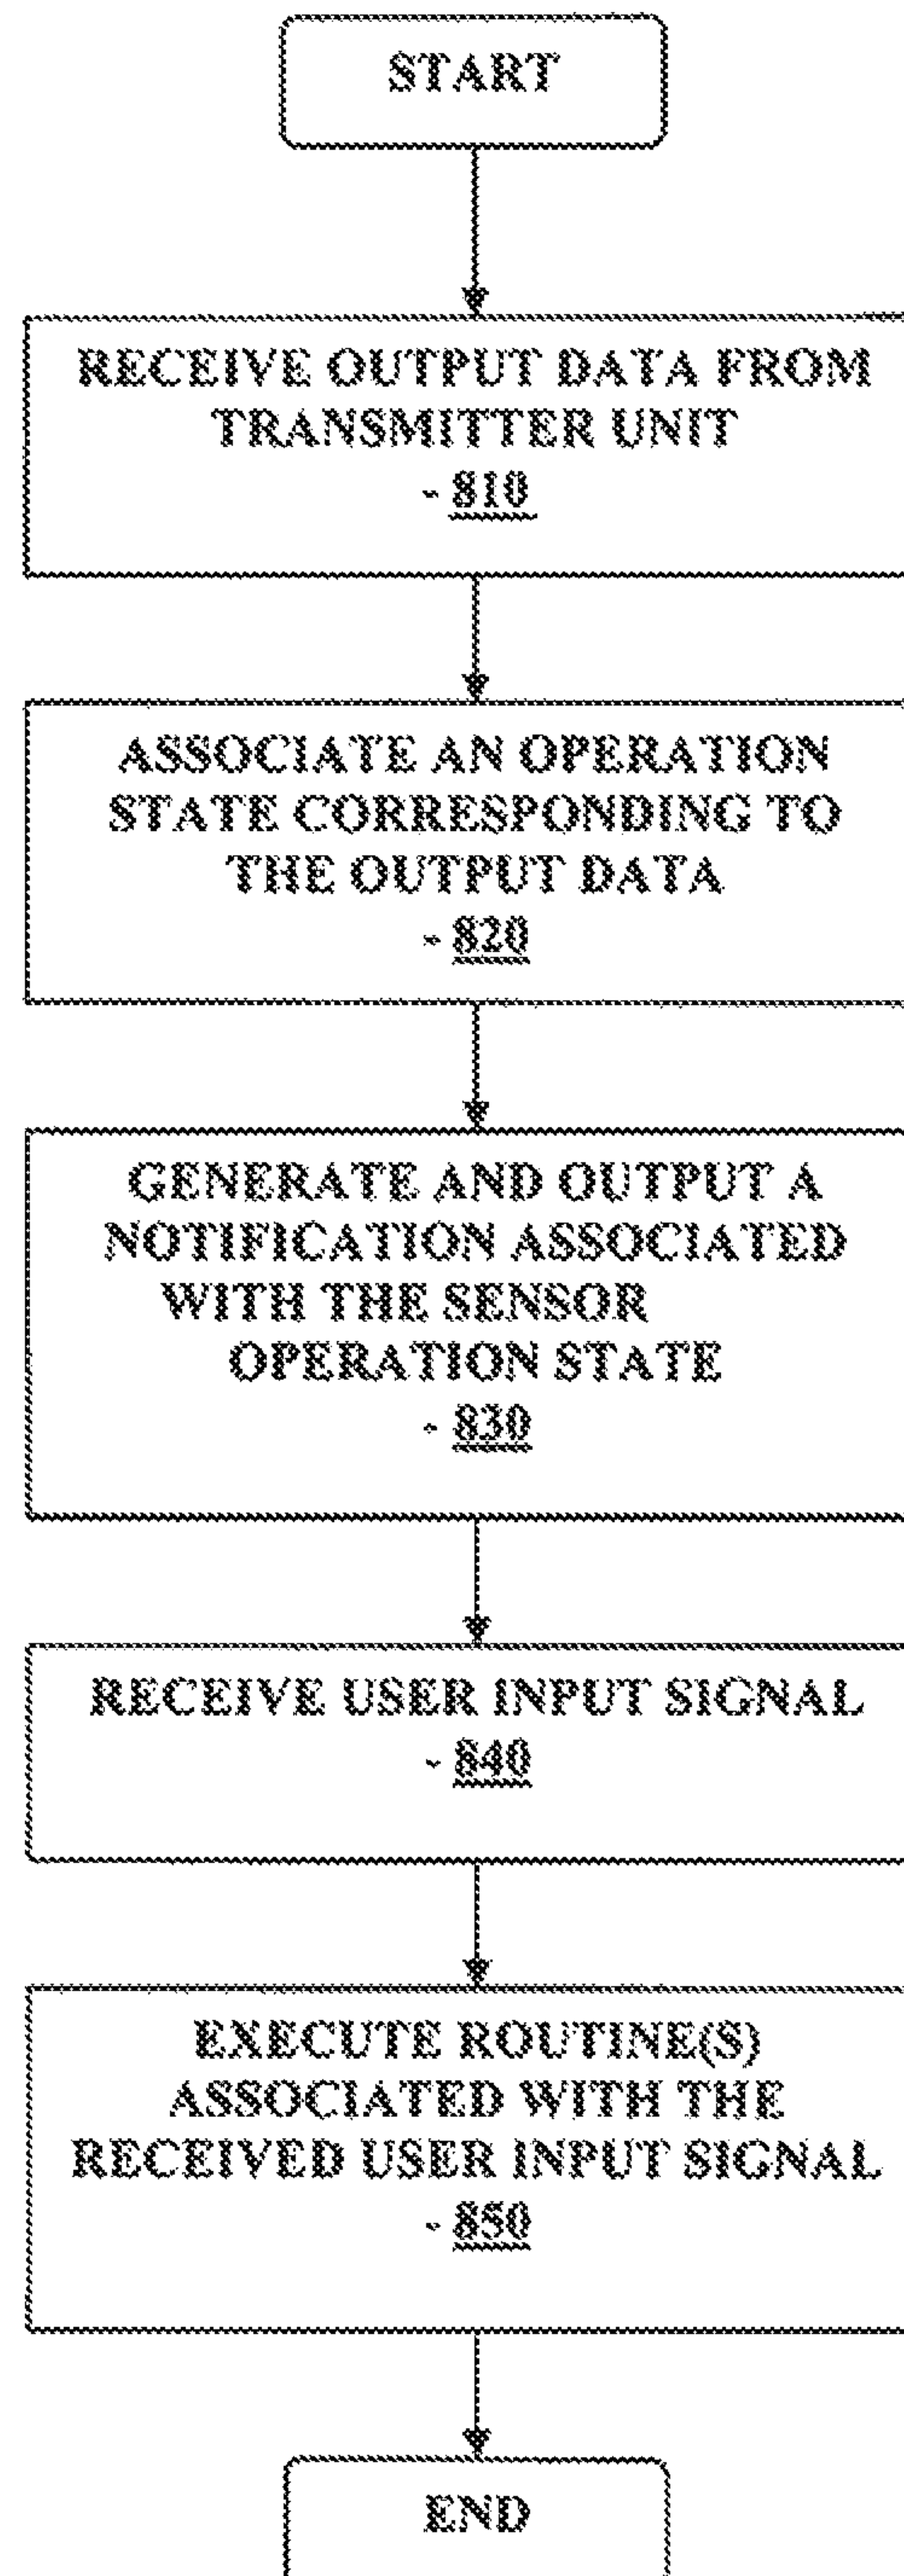 START
RECEIVE OUTPUT DATA FROM
TRANSMITTER UNIT
- 810
ASSOCIATE AN OPERATION
STATE CORRESPONDING TO
THE OUTPUT DATA
- 820
GENERATE AND OUTPUT A
NOTIFICATION ASSOCIATED
WITH THE SENSOR
OPERATION STATE
- 830
RECEIVE USER INPUT SIGNAL
- 840
EXECUTE ROUTINE(S)
ASSOCIATED WITH THE
RECEIVED USER INPUT SIGNAL
- 850
END